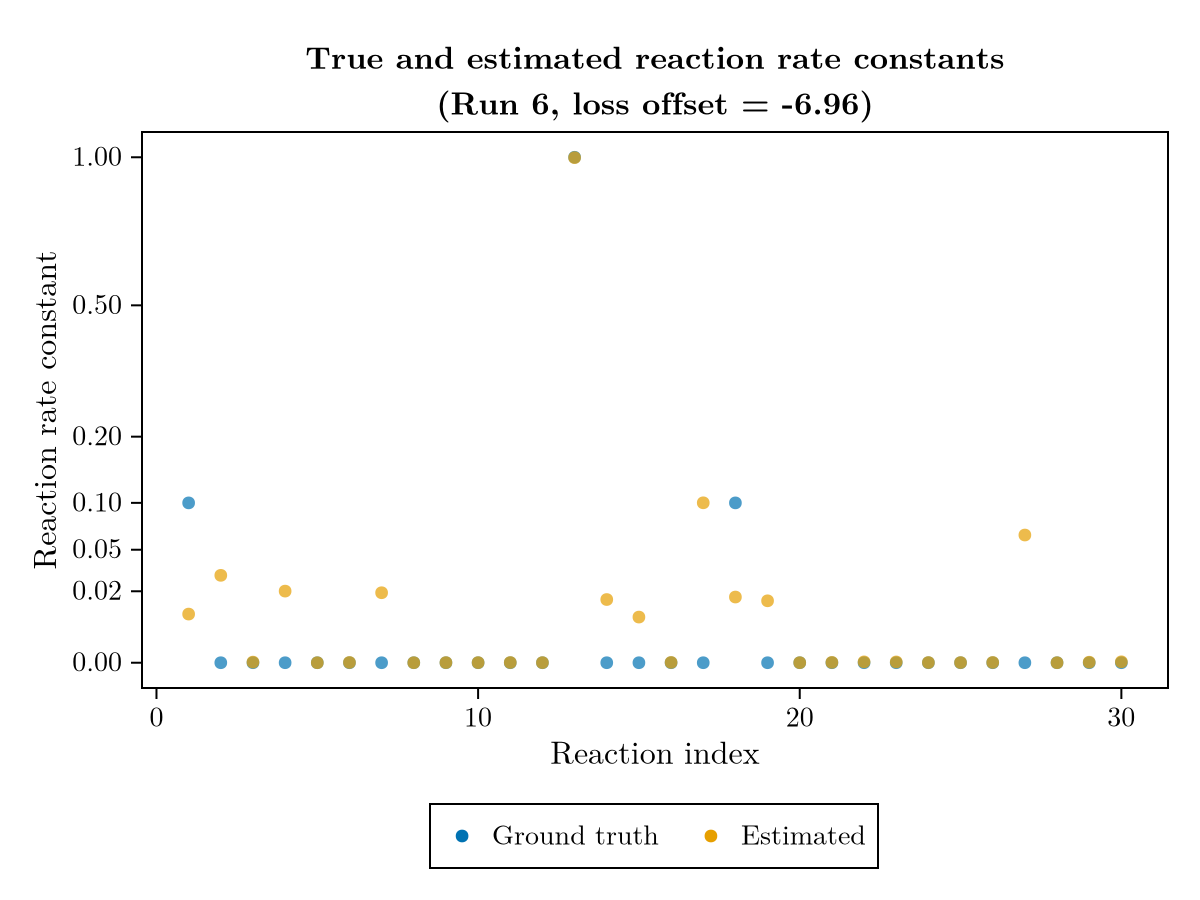 True and estimated reaction rate constants
(Run 6, loss offset = -6.96)
Reaction rate constant
1.00
0.50
0.20
0.10
0.05
0.02
0.00
0 10 20 30
Reaction index
Ground truth Estimated